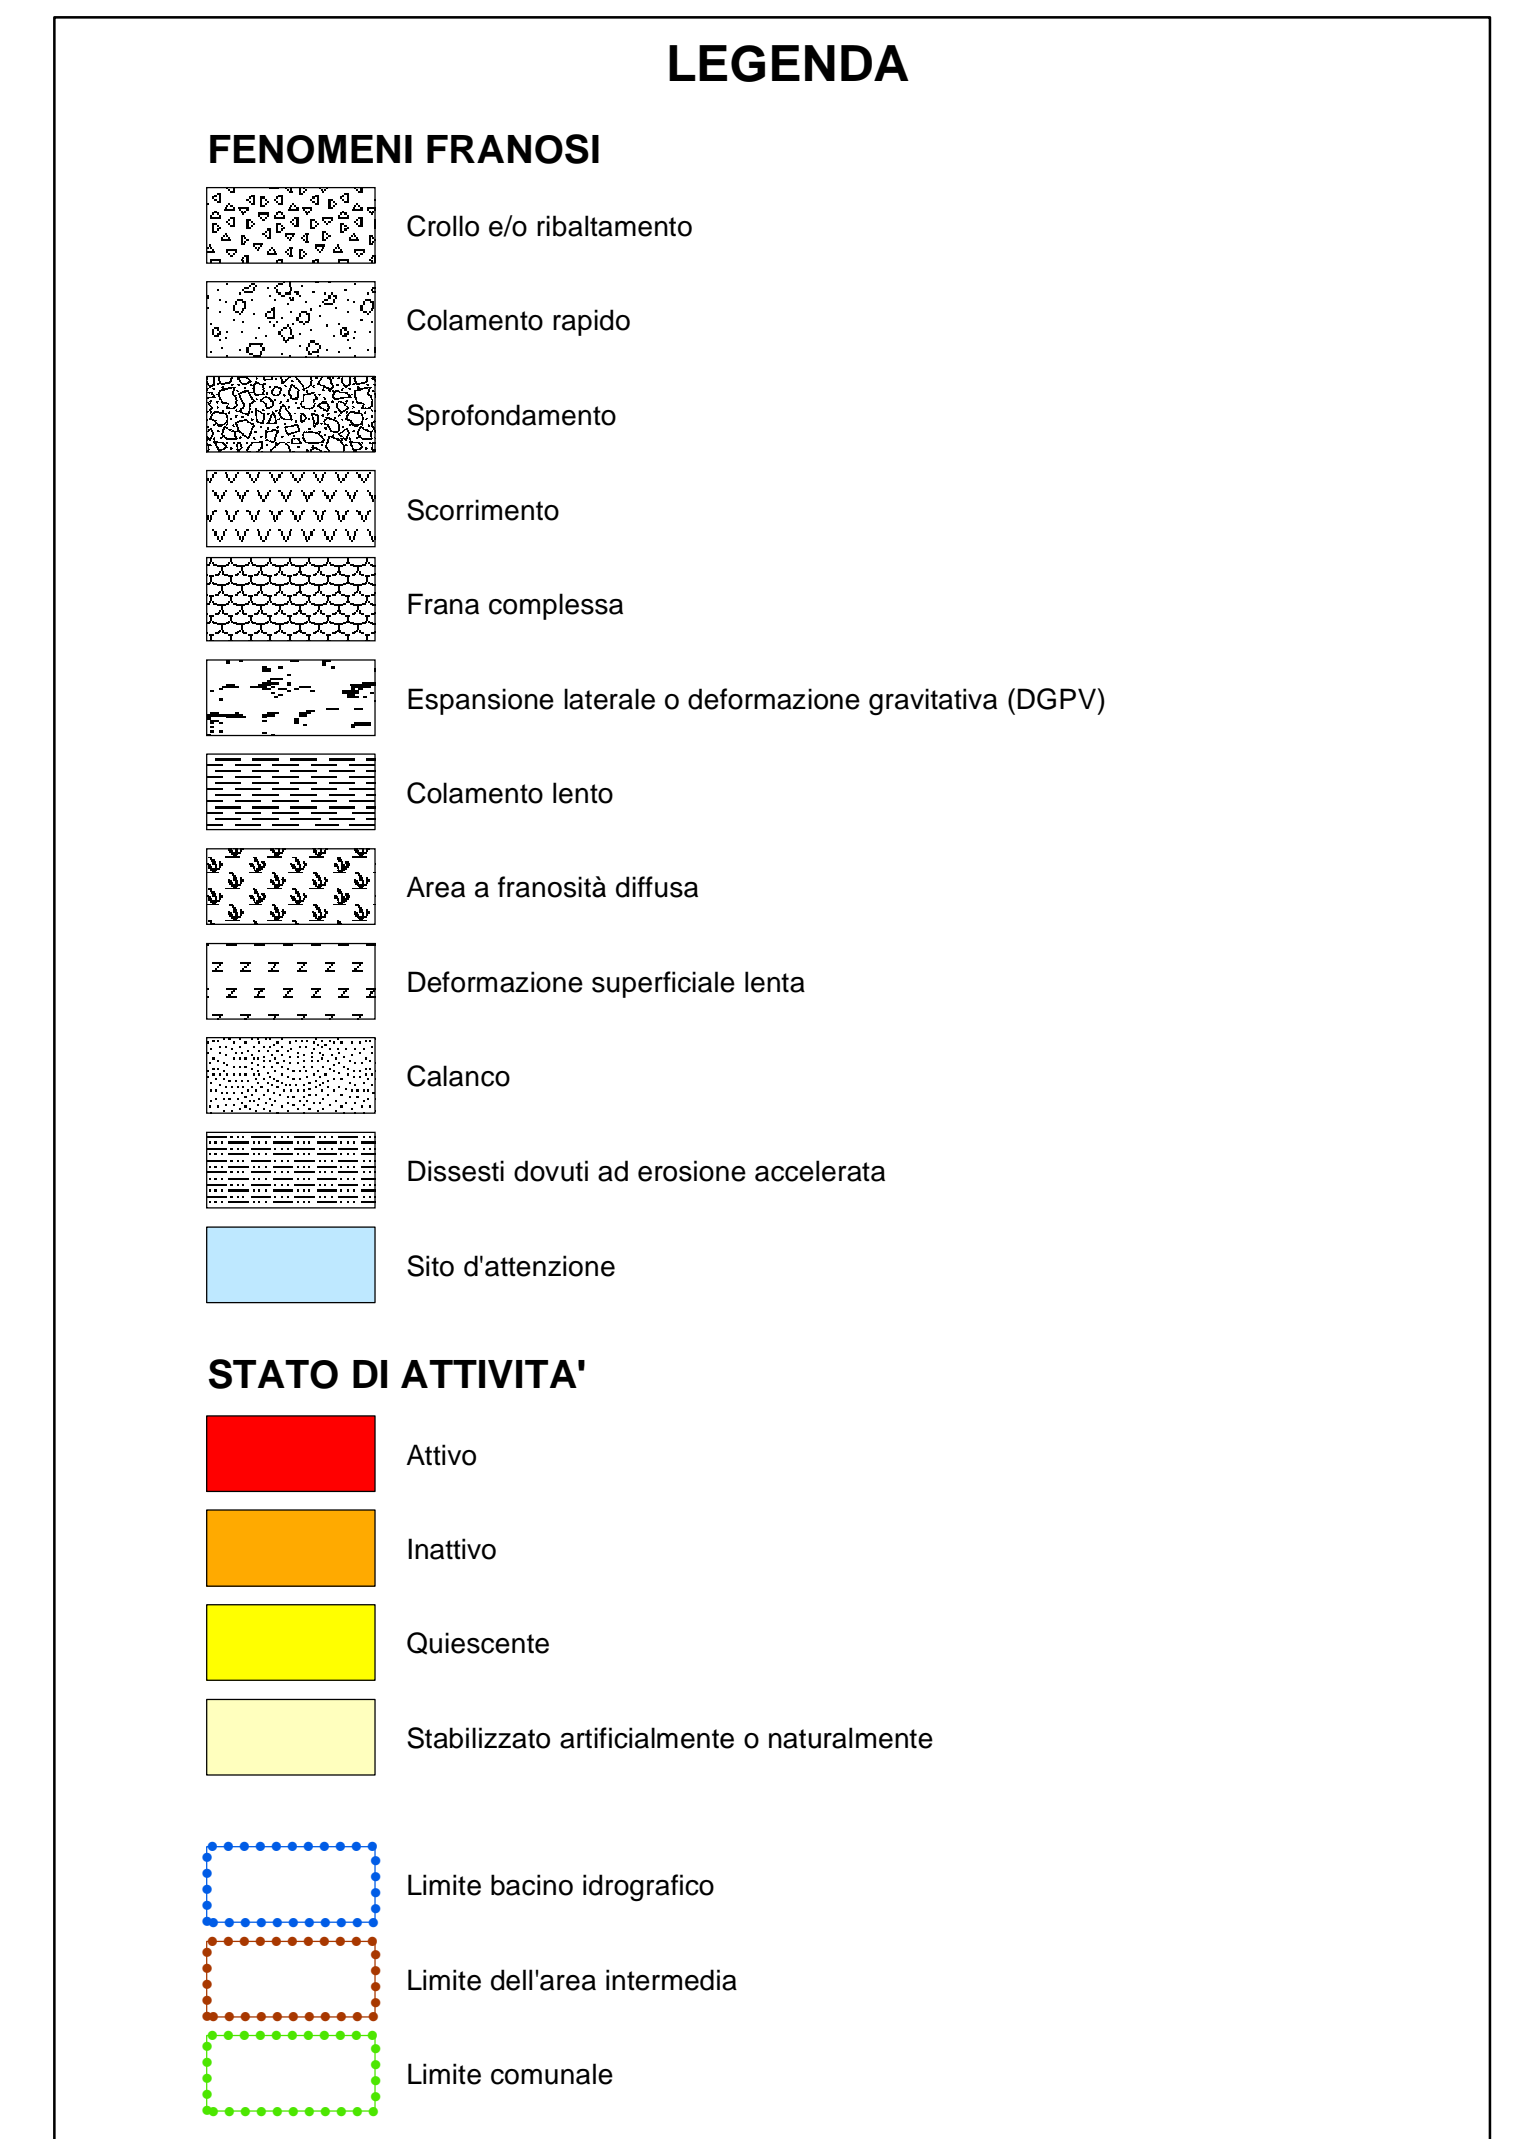 LEGENDA
FENOMENI FRANOSI
Crollo e/o ribaltamento
Colamento rapido
Sprofondamento
Scorrimento
Frana complessa
Espansione laterale o deformazione gravitativa (DGPV)
Colamento lento
Area a franosità diffusa
Deformazione superficiale lenta
Calanco
Dissesti dovuti ad erosione accelerata
Sito d'attenzione
STATO DI ATTIVITA'
Attivo
Inattivo
Quiescente
Stabilizzato artificialmente o naturalmente
Limite bacino idrografico
Limite dell'area intermedia
Limite comunale